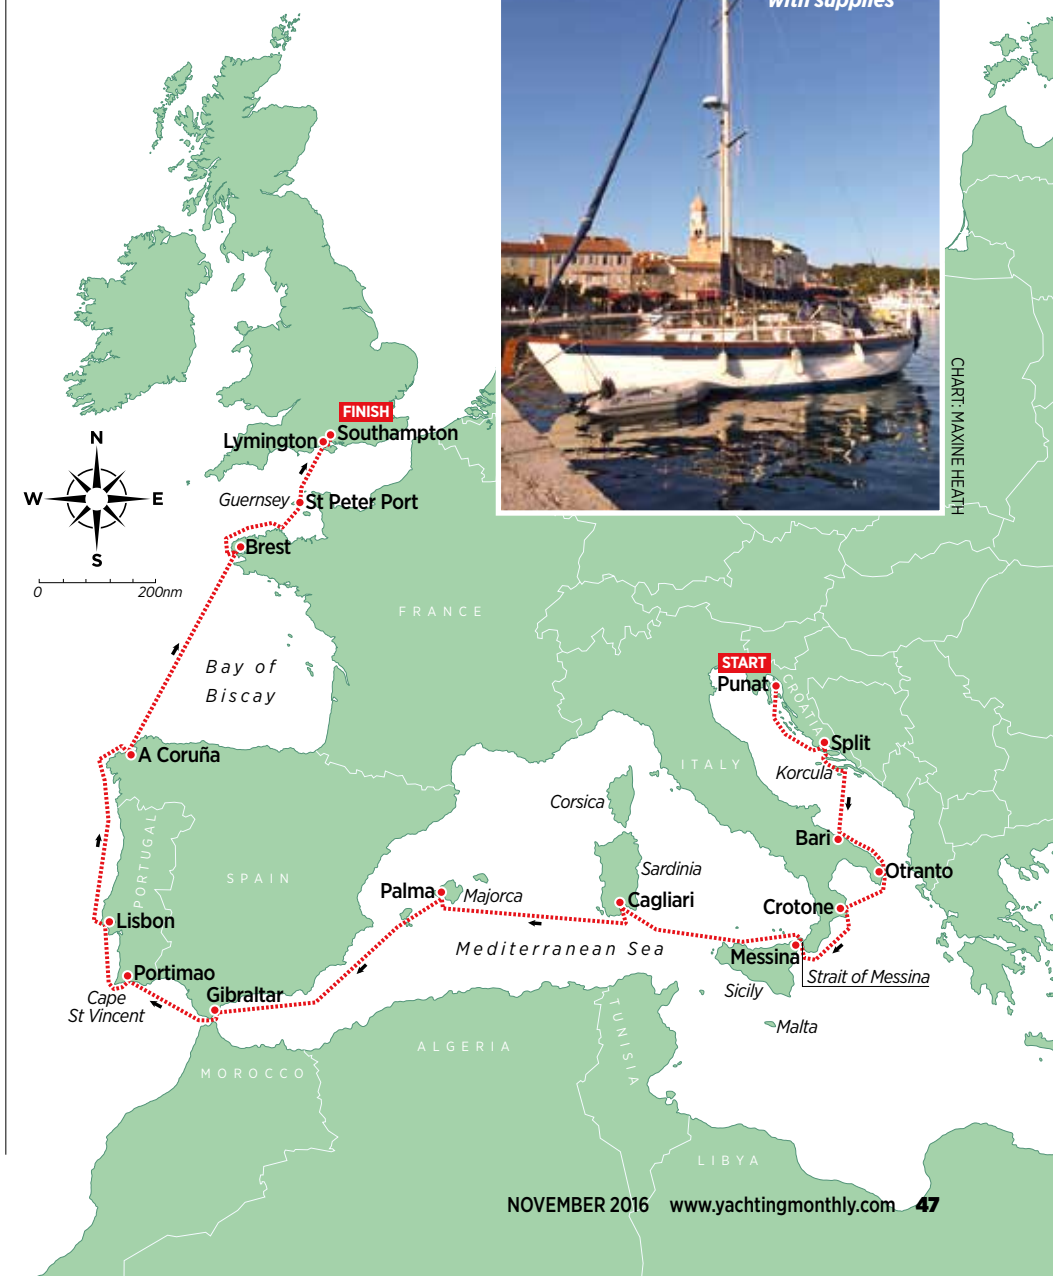 with supplies
CHART: MAXINE HEATH
FINISH
Southampton
Lymington
N
W
E
S
Guernsey
St Peter Port
Brest
0
200nm
FRANCE
Bay of
Biscay
START
Punat
CROATIA
Split
A Coruña
ITALY
Korcula
Corsica
Bari
PORTUGAL
SPAIN
Sardinia
Otranto
Palma
Majorca
Cagliari
Crotone
Lisbon
Mediterranean Sea
Messina
Portimao
Strait of Messina
Cape
St Vincent
Gibraltar
Sicily
Malta
TUNISIA
ALGERIA
MOROCCO
LIBYA
NOVEMBER 2016 www.yachtingmonthly.com 47